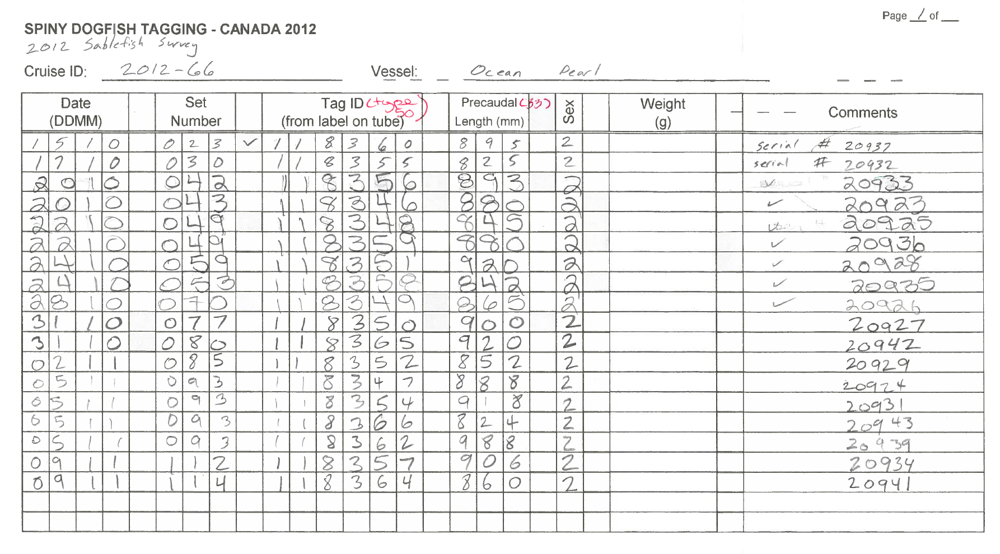 Page 1 of
SPINY DOGFISH TAGGING - CANADA 2012
2012 Sablefish Survey
Cruise ID: 2012-66 Vessel: Ocean Pearl
Date (DDMM) Set Number Tag ID (type 50) (from label on tube) Precaudal (33) Length (mm) Sex Weight (g) Comments
1510 023 ✓ 118360 895 2 serial # 20937
1710 030 118355 825 2 serial # 20932
2010 042 118356 893 2 ✓ 20933
2010 043 118346 880 2 ✓ 20923
2210 049 118348 845 2 ✓ 20925
2210 049 118359 880 2 ✓ 20936
2410 059 118351 920 2 ✓ 20928
2410 053 118358 842 2 ✓ 20935
2810 070 118349 865 2 ✓ 20926
3110 077 118350 900 2 20927
3110 080 118365 920 2 20942
0211 085 118352 852 2 20929
0511 093 118347 888 2 20924
0511 093 118354 918 2 20931
0511 093 118366 824 2 20943
0511 093 118362 988 2 20939
0911 112 118357 906 2 20934
0911 114 118364 860 2 20941